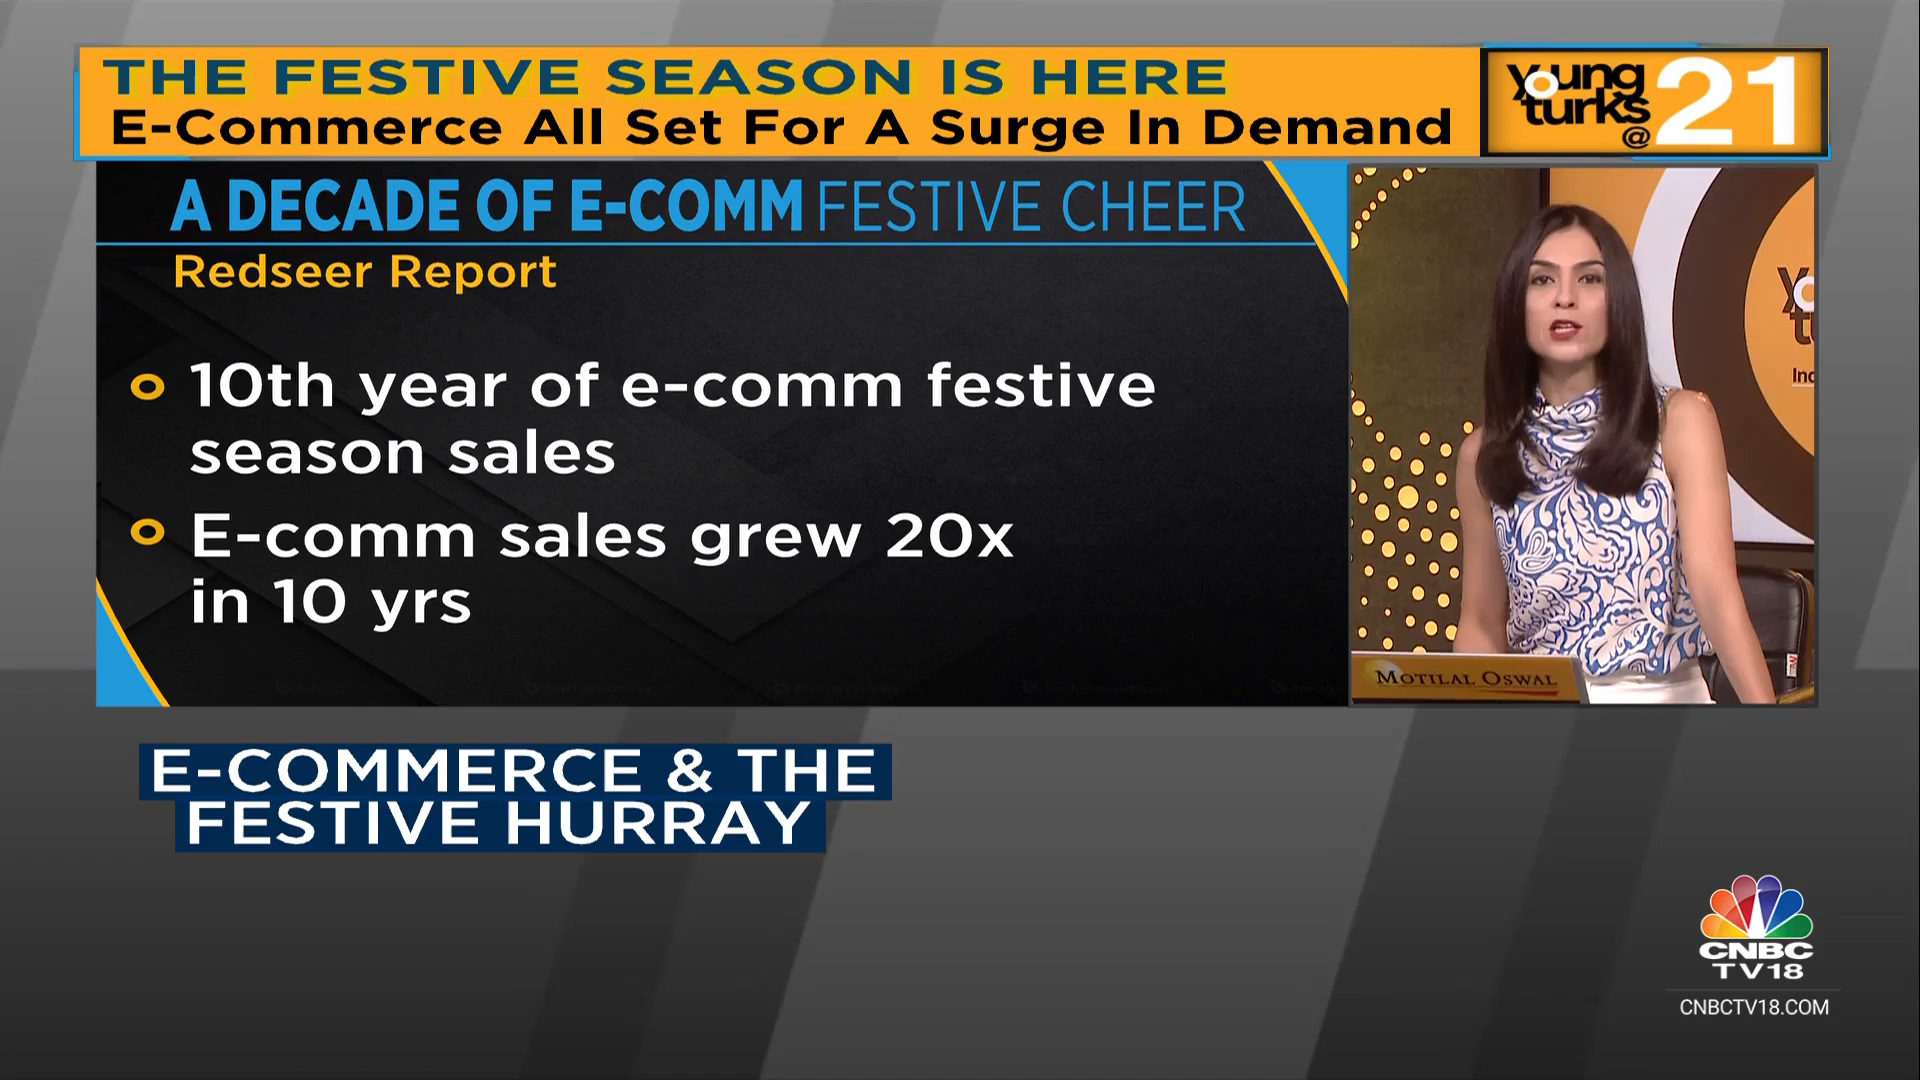 THE FESTIVE SEASON IS HERE
E-Commerce All Set For A Surge In Demand
young
turks
@
21
A DECADE OF E-COMM FESTIVE CHEER
Redseer Report
10th year of e-comm festive
season sales
E-comm sales grew 20x
in 10 yrs
MOTILAL OSWAL
E-COMMERCE & THE
FESTIVE HURRAY
CNBC
TV18
CNBCTV18.COM